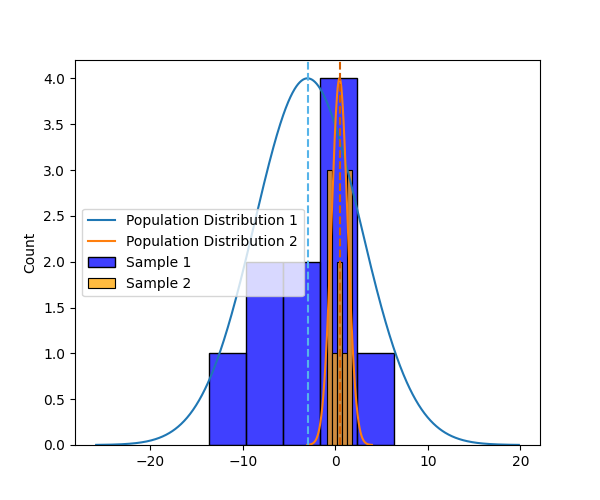 4.0
3.5
3.0
2.5
2.0
1.5
1.0
0.5
0.0
Count
Population Distribution 1
Population Distribution 2
Sample 1
Sample 2
−20 −10 0 10 20